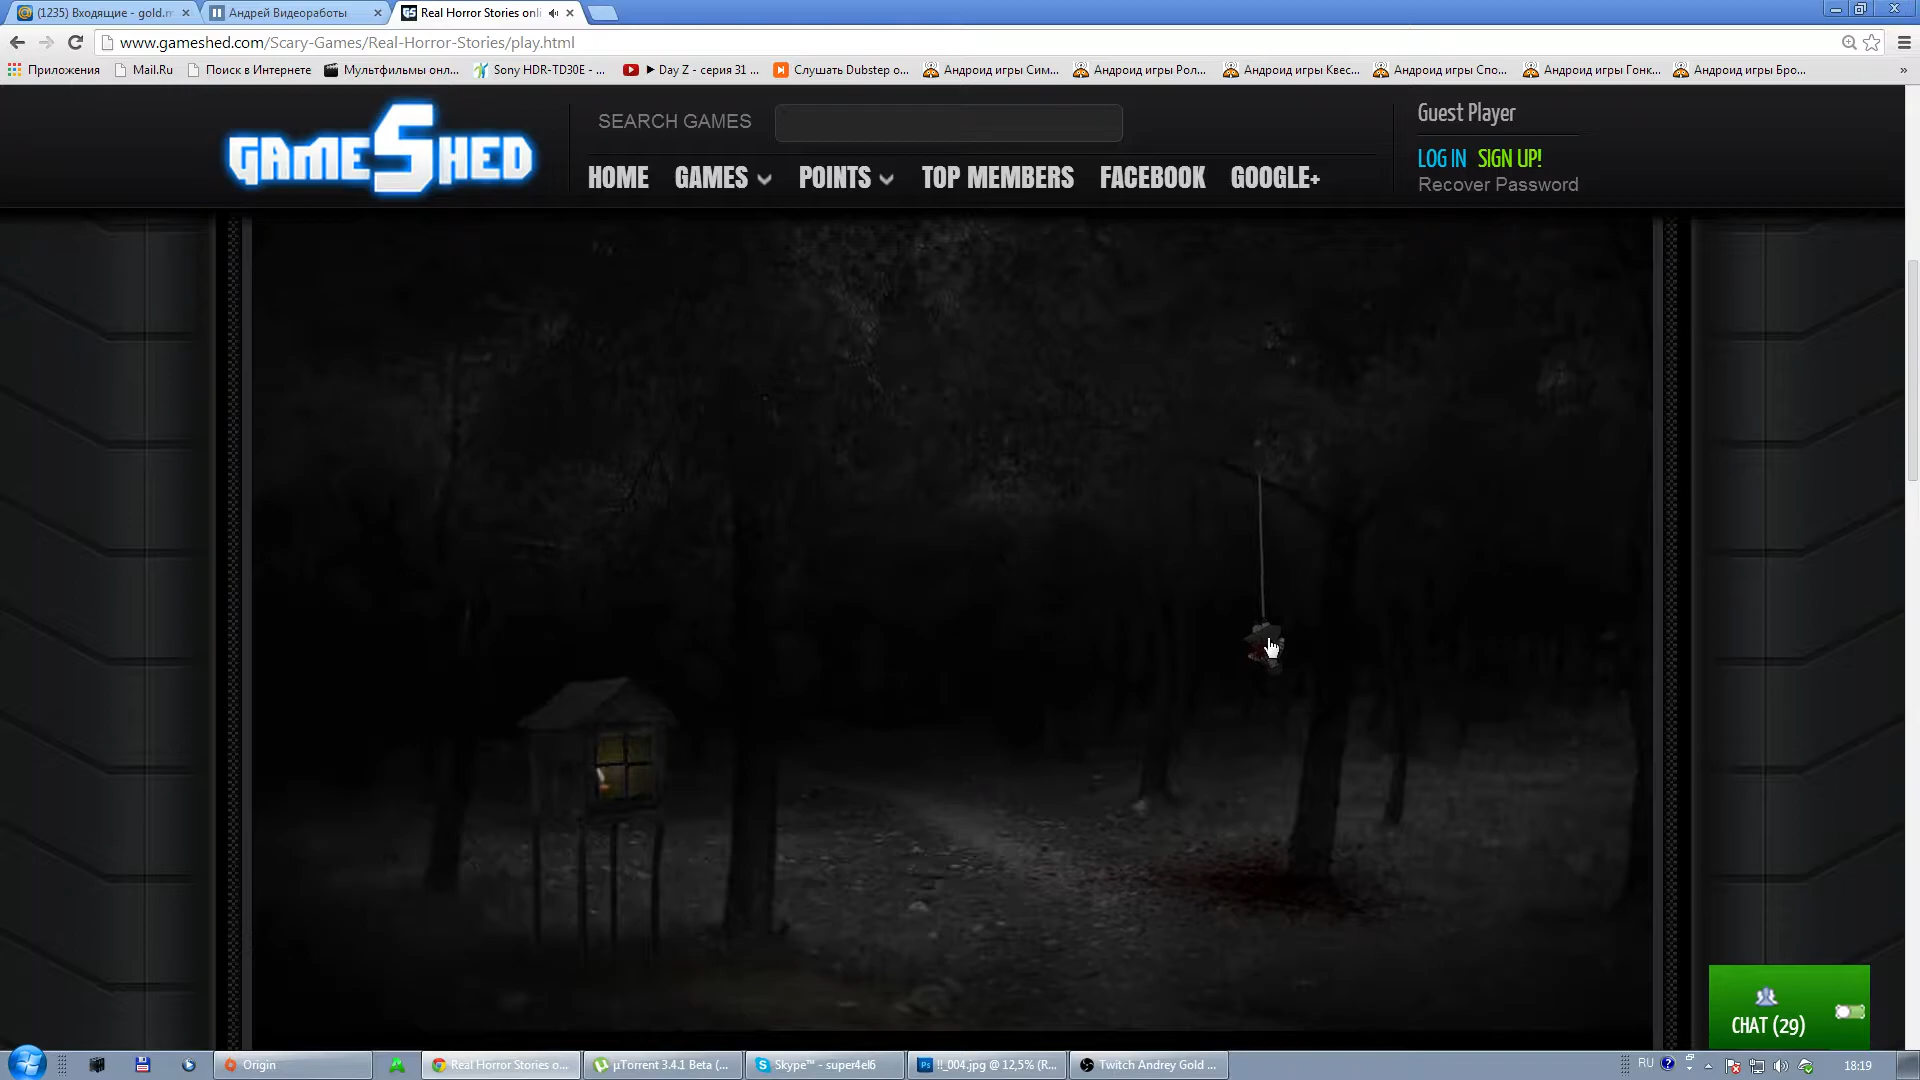 (1235) Входящие - gold.m
Андрей Видеоработы
Real Horror Stories onli
www.gameshed.com/Scary-Games/Real-Horror-Stories/play.html
Приложения
Mail.Ru
Поиск в Интернете
Мультфильмы онл...
Sony HDR-TD30E - ...
Day Z - серия 31 ...
Слушать Dubstep о...
Андроид игры Сим...
Андроид игры Рол...
Андроид игры Квес...
Андроид игры Спо...
Андроид игры Гонк...
Андроид игры Бро...
»
GAMESHED
SEARCH GAMES
Guest Player
LOG IN SIGN UP!
Recover Password
HOME GAMES POINTS TOP MEMBERS FACEBOOK GOOGLE+
CHAT (29)
Origin
Real Horror Stories o...
µTorrent 3.4.1 Beta (...
Skype™ - super4el6
!!_004.jpg @ 12,5% (R...
Twitch Andrey Gold ...
RU
18:19